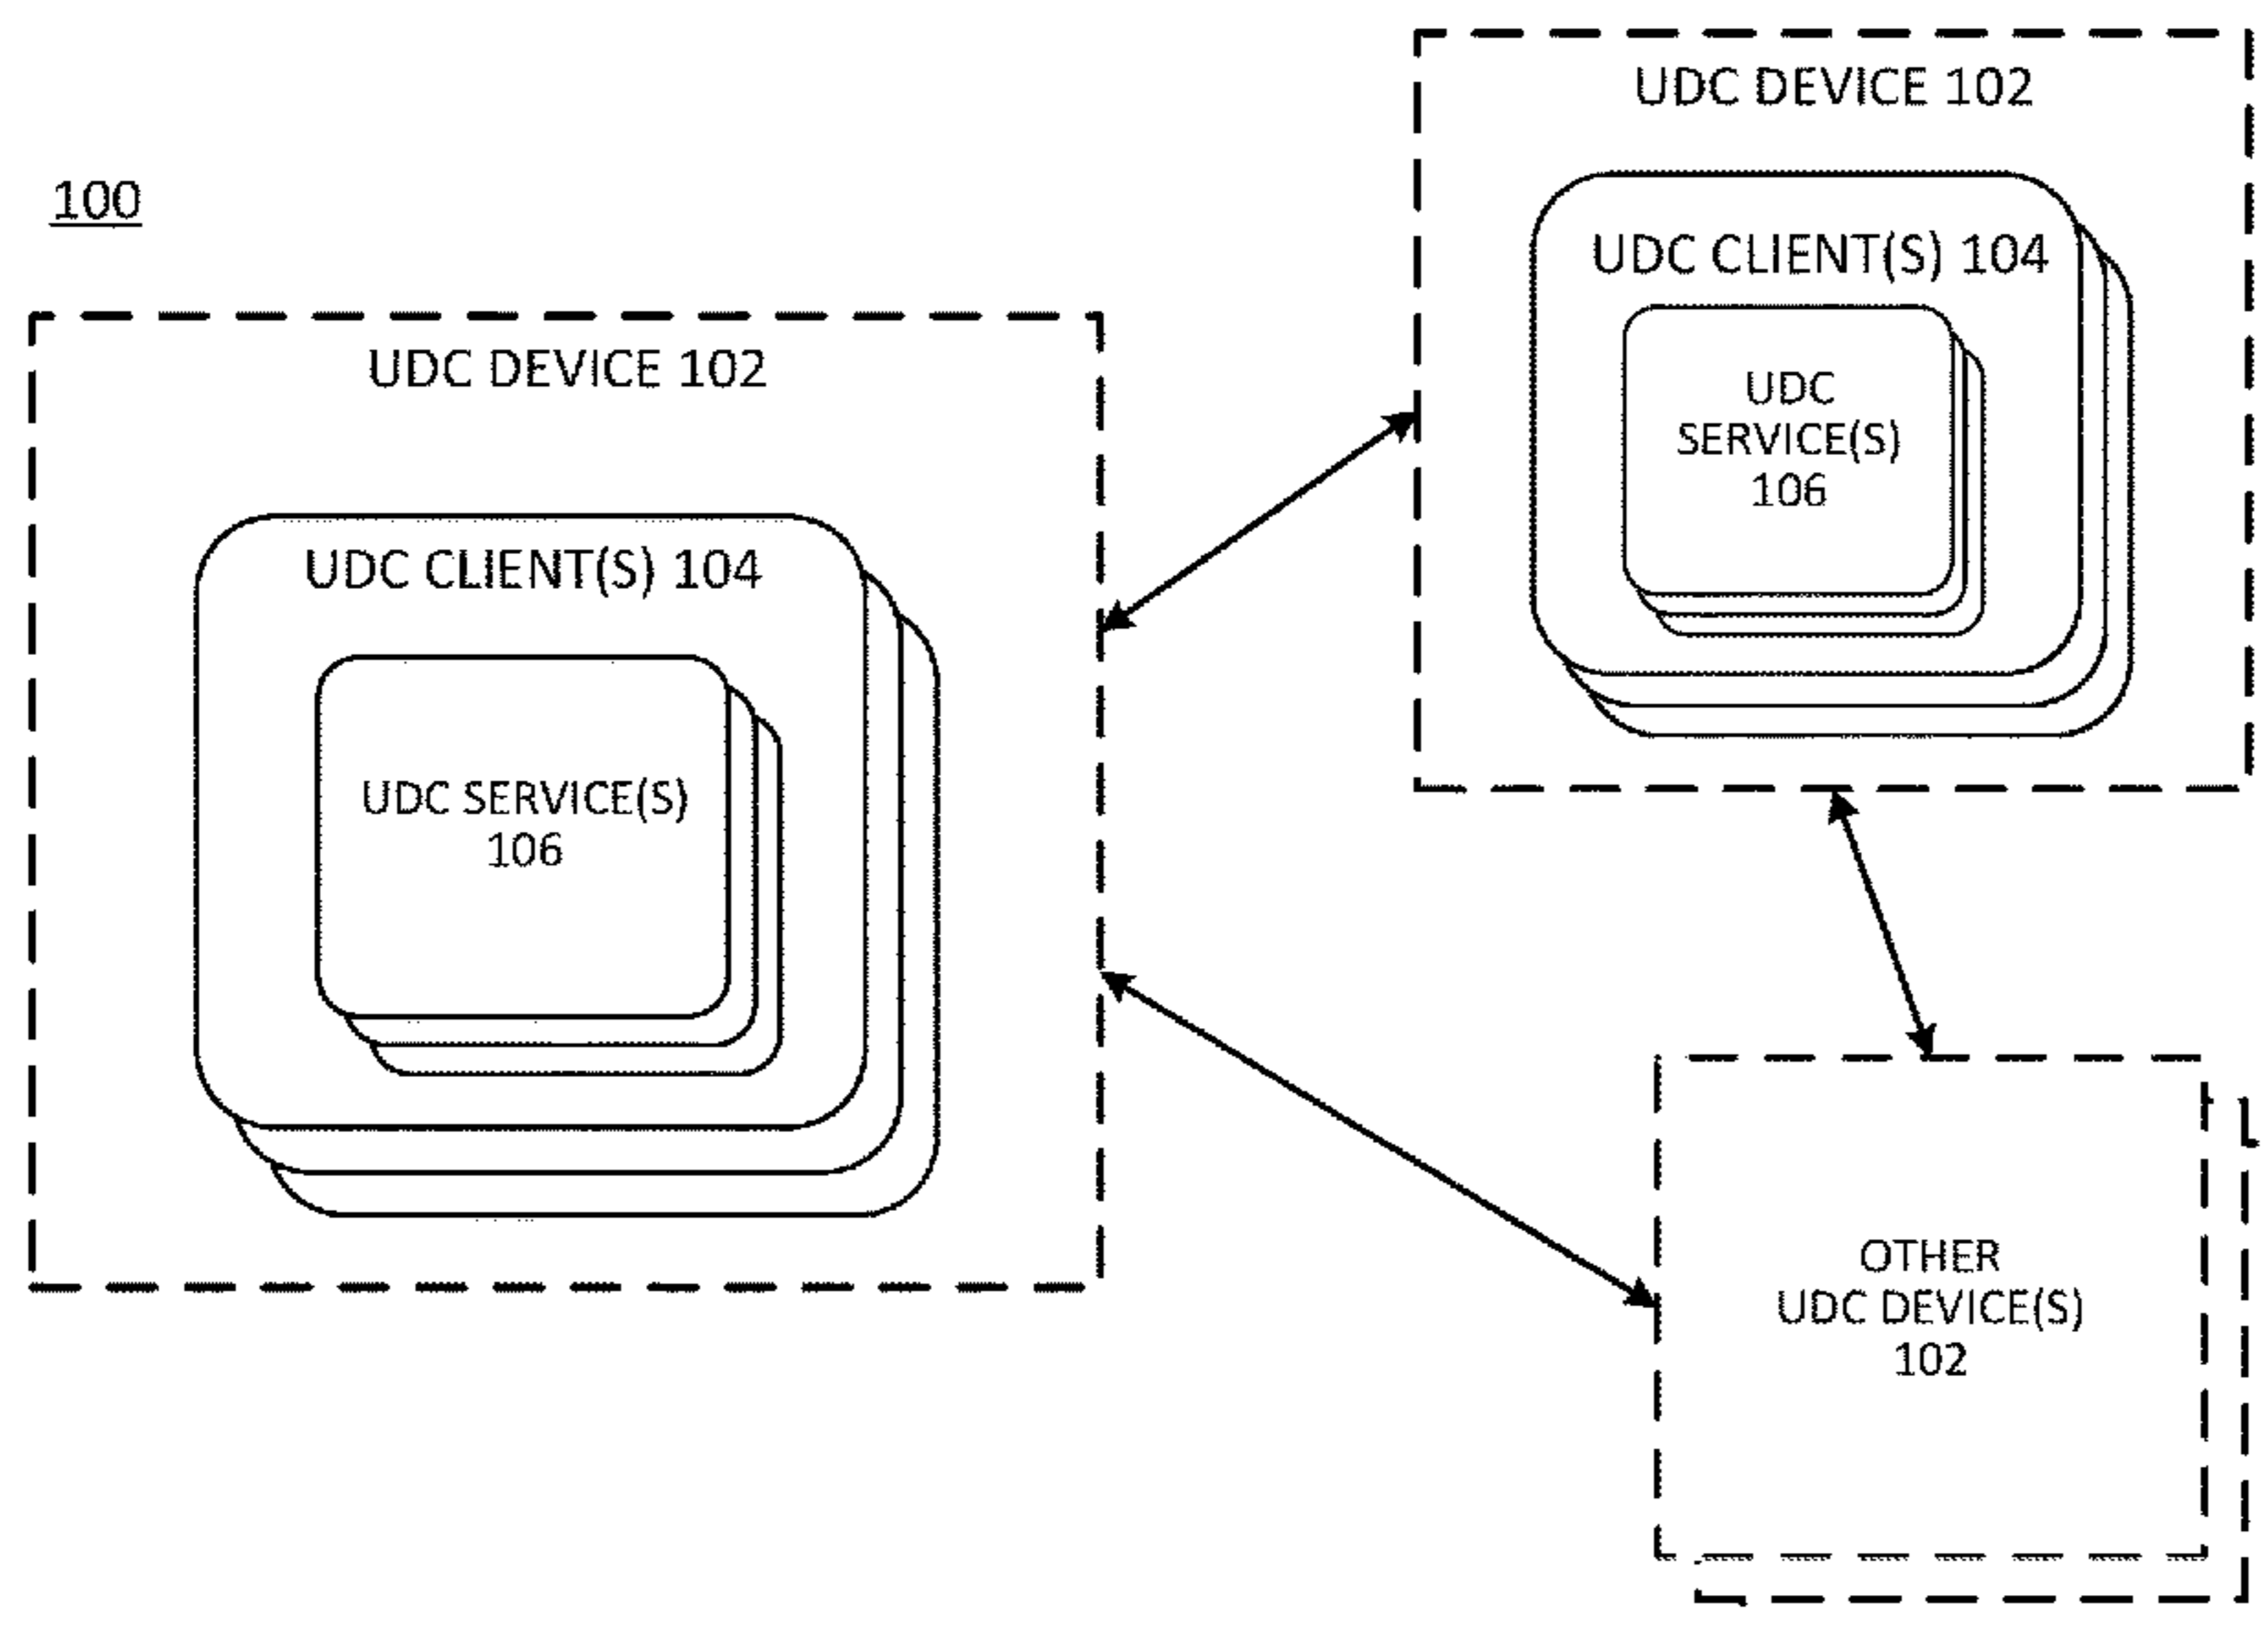 100
UDC DEVICE 102
UDC CLIENT(S) 104
UDC SERVICE(S)
106
UDC DEVICE 102
UDC CLIENT(S) 104
UDC
SERVICE(S)
106
OTHER
UDC DEVICE(S)
102